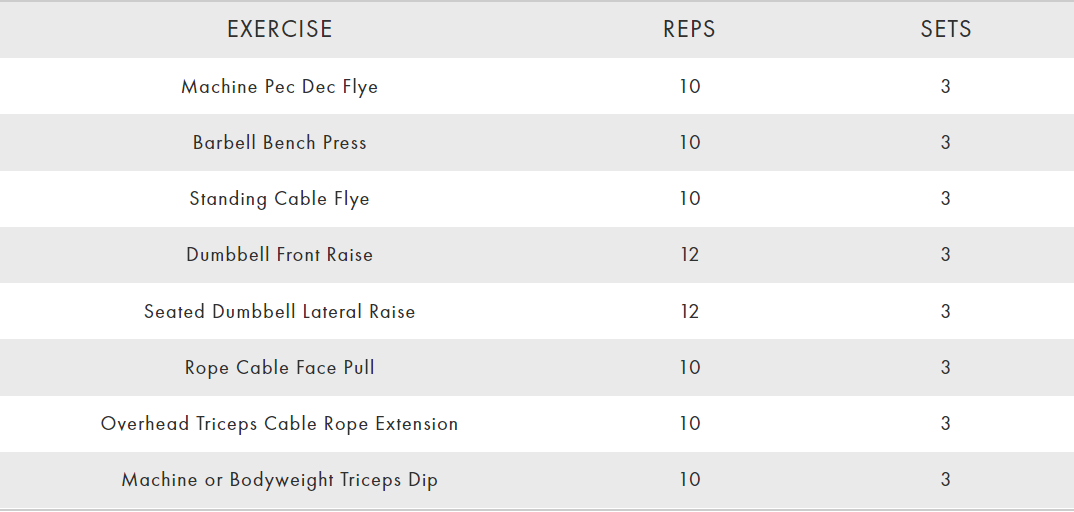 EXERCISE REPS SETS
Machine Pec Dec Flye 10 3
Barbell Bench Press 10 3
Standing Cable Flye 10 3
Dumbbell Front Raise 12 3
Seated Dumbbell Lateral Raise 12 3
Rope Cable Face Pull 10 3
Overhead Triceps Cable Rope Extension 10 3
Machine or Bodyweight Triceps Dip 10 3